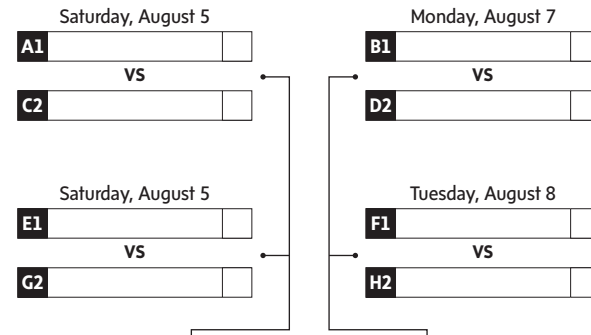 Saturday, August 5
A1
VS
C2
Monday, August 7
B1
VS
D2
Saturday, August 5
E1
VS
G2
Tuesday, August 8
F1
VS
H2